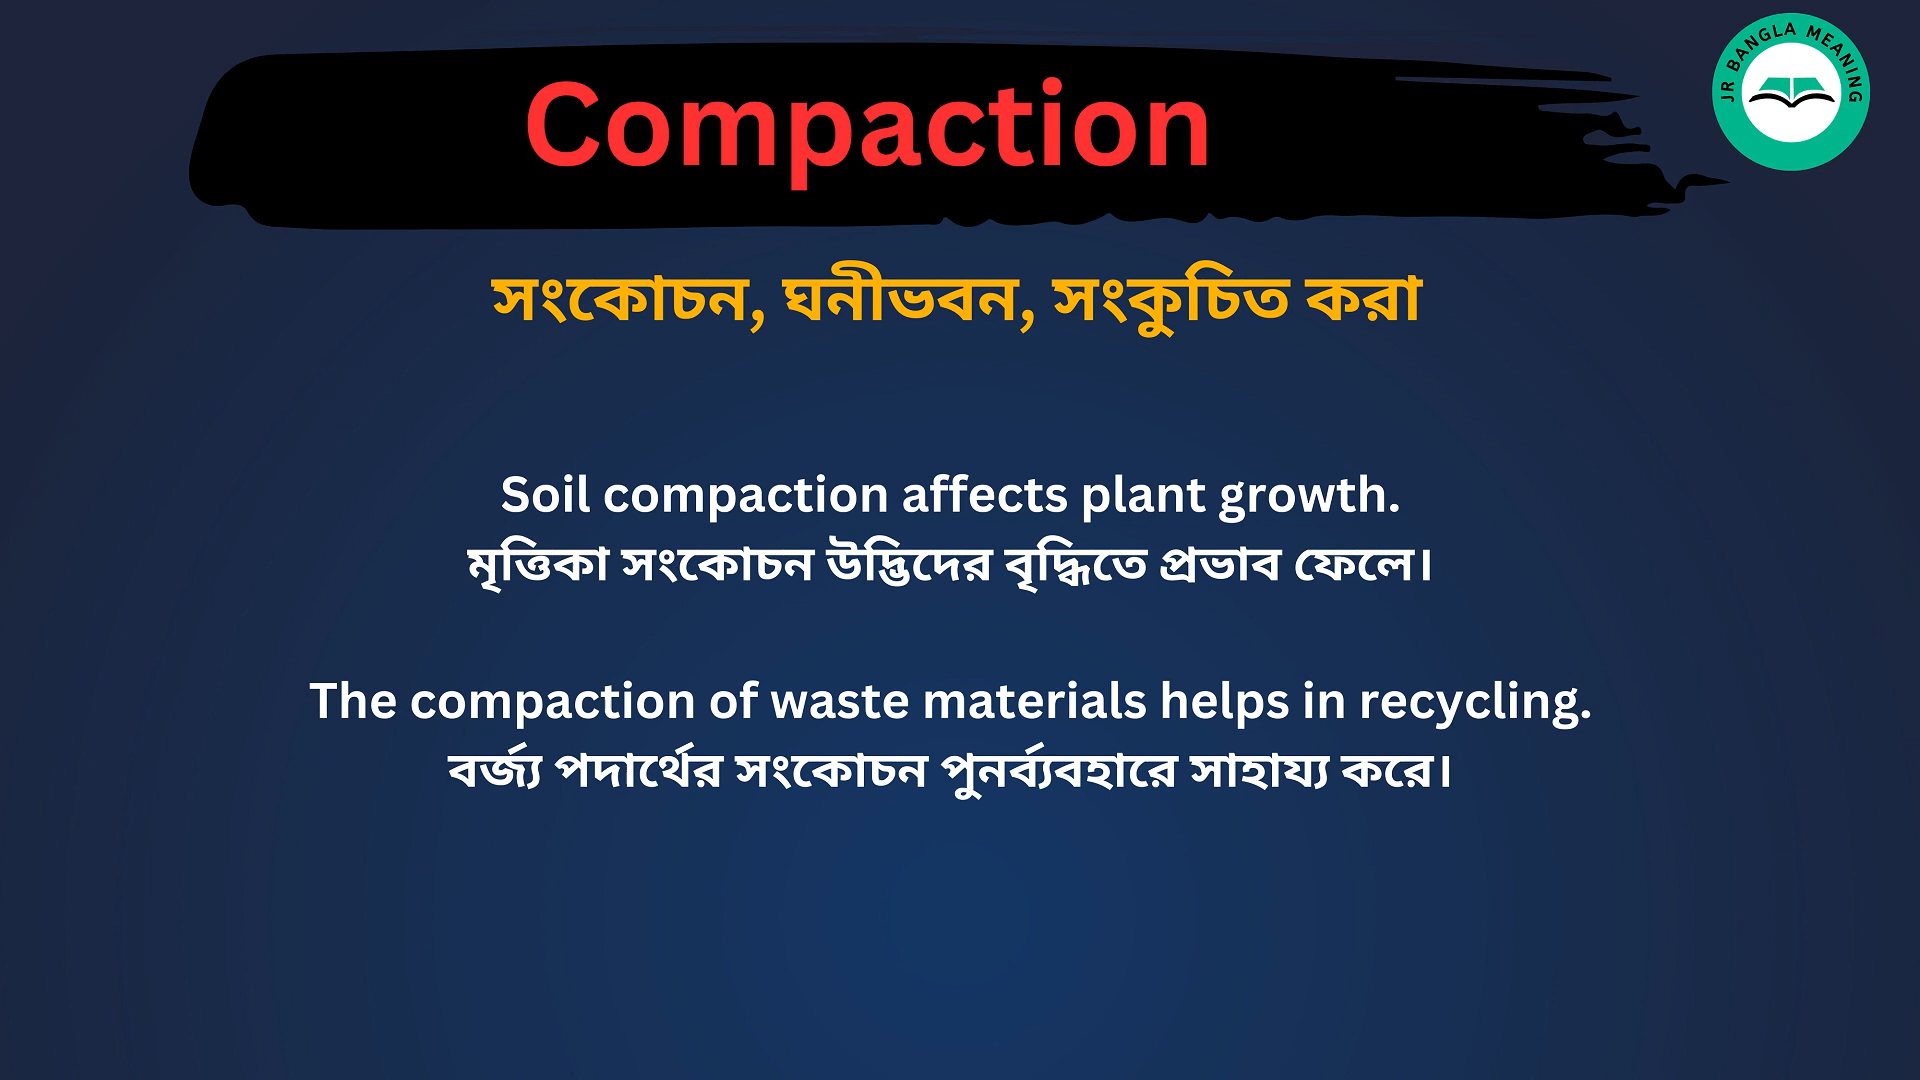 JR BANGLA MEANING
Compaction
সংকোচন, ঘনীভবন, সংকুচিত করা
Soil compaction affects plant growth.
মৃত্তিকা সংকোচন উদ্ভিদের বৃদ্ধিতে প্রভাব ফেলে।
The compaction of waste materials helps in recycling.
বর্জ্য পদার্থের সংকোচন পুনর্ব্যবহারে সাহায্য করে।